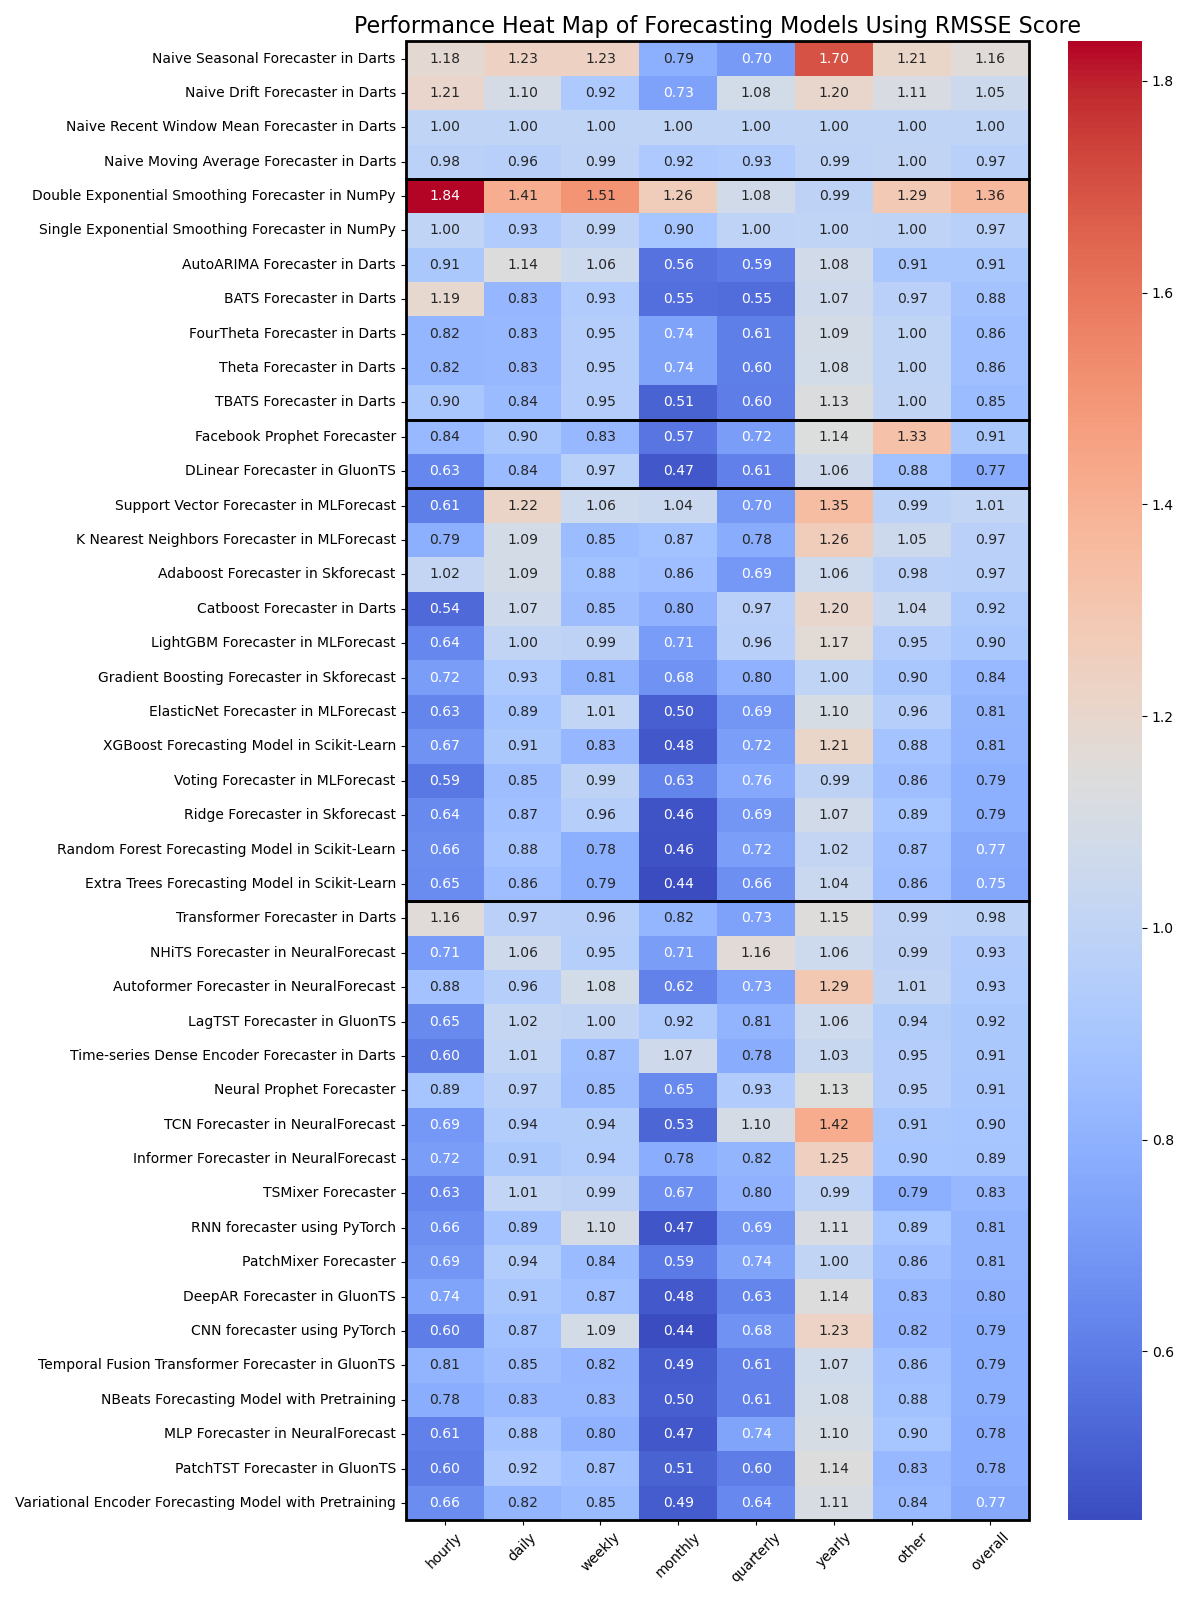 Performance Heat Map of Forecasting Models Using RMSSE Score
Naive Seasonal Forecaster in Darts 1.18 1.23 1.23 0.79 0.70 1.70 1.21 1.16
Naive Drift Forecaster in Darts 1.21 1.10 0.92 0.73 1.08 1.20 1.11 1.05
Naive Recent Window Mean Forecaster in Darts 1.00 1.00 1.00 1.00 1.00 1.00 1.00 1.00
Naive Moving Average Forecaster in Darts 0.98 0.96 0.99 0.92 0.93 0.99 1.00 0.97
Double Exponential Smoothing Forecaster in NumPy 1.84 1.41 1.51 1.26 1.08 0.99 1.29 1.36
Single Exponential Smoothing Forecaster in NumPy 1.00 0.93 0.99 0.90 1.00 1.00 1.00 0.97
AutoARIMA Forecaster in Darts 0.91 1.14 1.06 0.56 0.59 1.08 0.91 0.91
BATS Forecaster in Darts 1.19 0.83 0.93 0.55 0.55 1.07 0.97 0.88
FourTheta Forecaster in Darts 0.82 0.83 0.95 0.74 0.61 1.09 1.00 0.86
Theta Forecaster in Darts 0.82 0.83 0.95 0.74 0.60 1.08 1.00 0.86
TBATS Forecaster in Darts 0.90 0.84 0.95 0.51 0.60 1.13 1.00 0.85
Facebook Prophet Forecaster 0.84 0.90 0.83 0.57 0.72 1.14 1.33 0.91
DLinear Forecaster in GluonTS 0.63 0.84 0.97 0.47 0.61 1.06 0.88 0.77
Support Vector Forecaster in MLForecast 0.61 1.22 1.06 1.04 0.70 1.35 0.99 1.01
K Nearest Neighbors Forecaster in MLForecast 0.79 1.09 0.85 0.87 0.78 1.26 1.05 0.97
Adaboost Forecaster in Skforecast 1.02 1.09 0.88 0.86 0.69 1.06 0.98 0.97
Catboost Forecaster in Darts 0.54 1.07 0.85 0.80 0.97 1.20 1.04 0.92
LightGBM Forecaster in MLForecast 0.64 1.00 0.99 0.71 0.96 1.17 0.95 0.90
Gradient Boosting Forecaster in Skforecast 0.72 0.93 0.81 0.68 0.80 1.00 0.90 0.84
ElasticNet Forecaster in MLForecast 0.63 0.89 1.01 0.50 0.69 1.10 0.96 0.81
XGBoost Forecasting Model in Scikit-Learn 0.67 0.91 0.83 0.48 0.72 1.21 0.88 0.81
Voting Forecaster in MLForecast 0.59 0.85 0.99 0.63 0.76 0.99 0.86 0.79
Ridge Forecaster in Skforecast 0.64 0.87 0.96 0.46 0.69 1.07 0.89 0.79
Random Forest Forecasting Model in Scikit-Learn 0.66 0.88 0.78 0.46 0.72 1.02 0.87 0.77
Extra Trees Forecasting Model in Scikit-Learn 0.65 0.86 0.79 0.44 0.66 1.04 0.86 0.75
Transformer Forecaster in Darts 1.16 0.97 0.96 0.82 0.73 1.15 0.99 0.98
NHiTS Forecaster in NeuralForecast 0.71 1.06 0.95 0.71 1.16 1.06 0.99 0.93
Autoformer Forecaster in NeuralForecast 0.88 0.96 1.08 0.62 0.73 1.29 1.01 0.93
LagTST Forecaster in GluonTS 0.65 1.02 1.00 0.92 0.81 1.06 0.94 0.92
Time-series Dense Encoder Forecaster in Darts 0.60 1.01 0.87 1.07 0.78 1.03 0.95 0.91
Neural Prophet Forecaster 0.89 0.97 0.85 0.65 0.93 1.13 0.95 0.91
TCN Forecaster in NeuralForecast 0.69 0.94 0.94 0.53 1.10 1.42 0.91 0.90
Informer Forecaster in NeuralForecast 0.72 0.91 0.94 0.78 0.82 1.25 0.90 0.89
TSMixer Forecaster 0.63 1.01 0.99 0.67 0.80 0.99 0.79 0.83
RNN forecaster using PyTorch 0.66 0.89 1.10 0.47 0.69 1.11 0.89 0.81
PatchMixer Forecaster 0.69 0.94 0.84 0.59 0.74 1.00 0.86 0.81
DeepAR Forecaster in GluonTS 0.74 0.91 0.87 0.48 0.63 1.14 0.83 0.80
CNN forecaster using PyTorch 0.60 0.87 1.09 0.44 0.68 1.23 0.82 0.79
Temporal Fusion Transformer Forecaster in GluonTS 0.81 0.85 0.82 0.49 0.61 1.07 0.86 0.79
NBeats Forecasting Model with Pretraining 0.78 0.83 0.83 0.50 0.61 1.08 0.88 0.79
MLP Forecaster in NeuralForecast 0.61 0.88 0.80 0.47 0.74 1.10 0.90 0.78
PatchTST Forecaster in GluonTS 0.60 0.92 0.87 0.51 0.60 1.14 0.83 0.78
Variational Encoder Forecasting Model with Pretraining 0.66 0.82 0.85 0.49 0.64 1.11 0.84 0.77
hourly daily weekly monthly quarterly yearly other overall
1.8
1.6
1.4
1.2
1.0
0.8
0.6